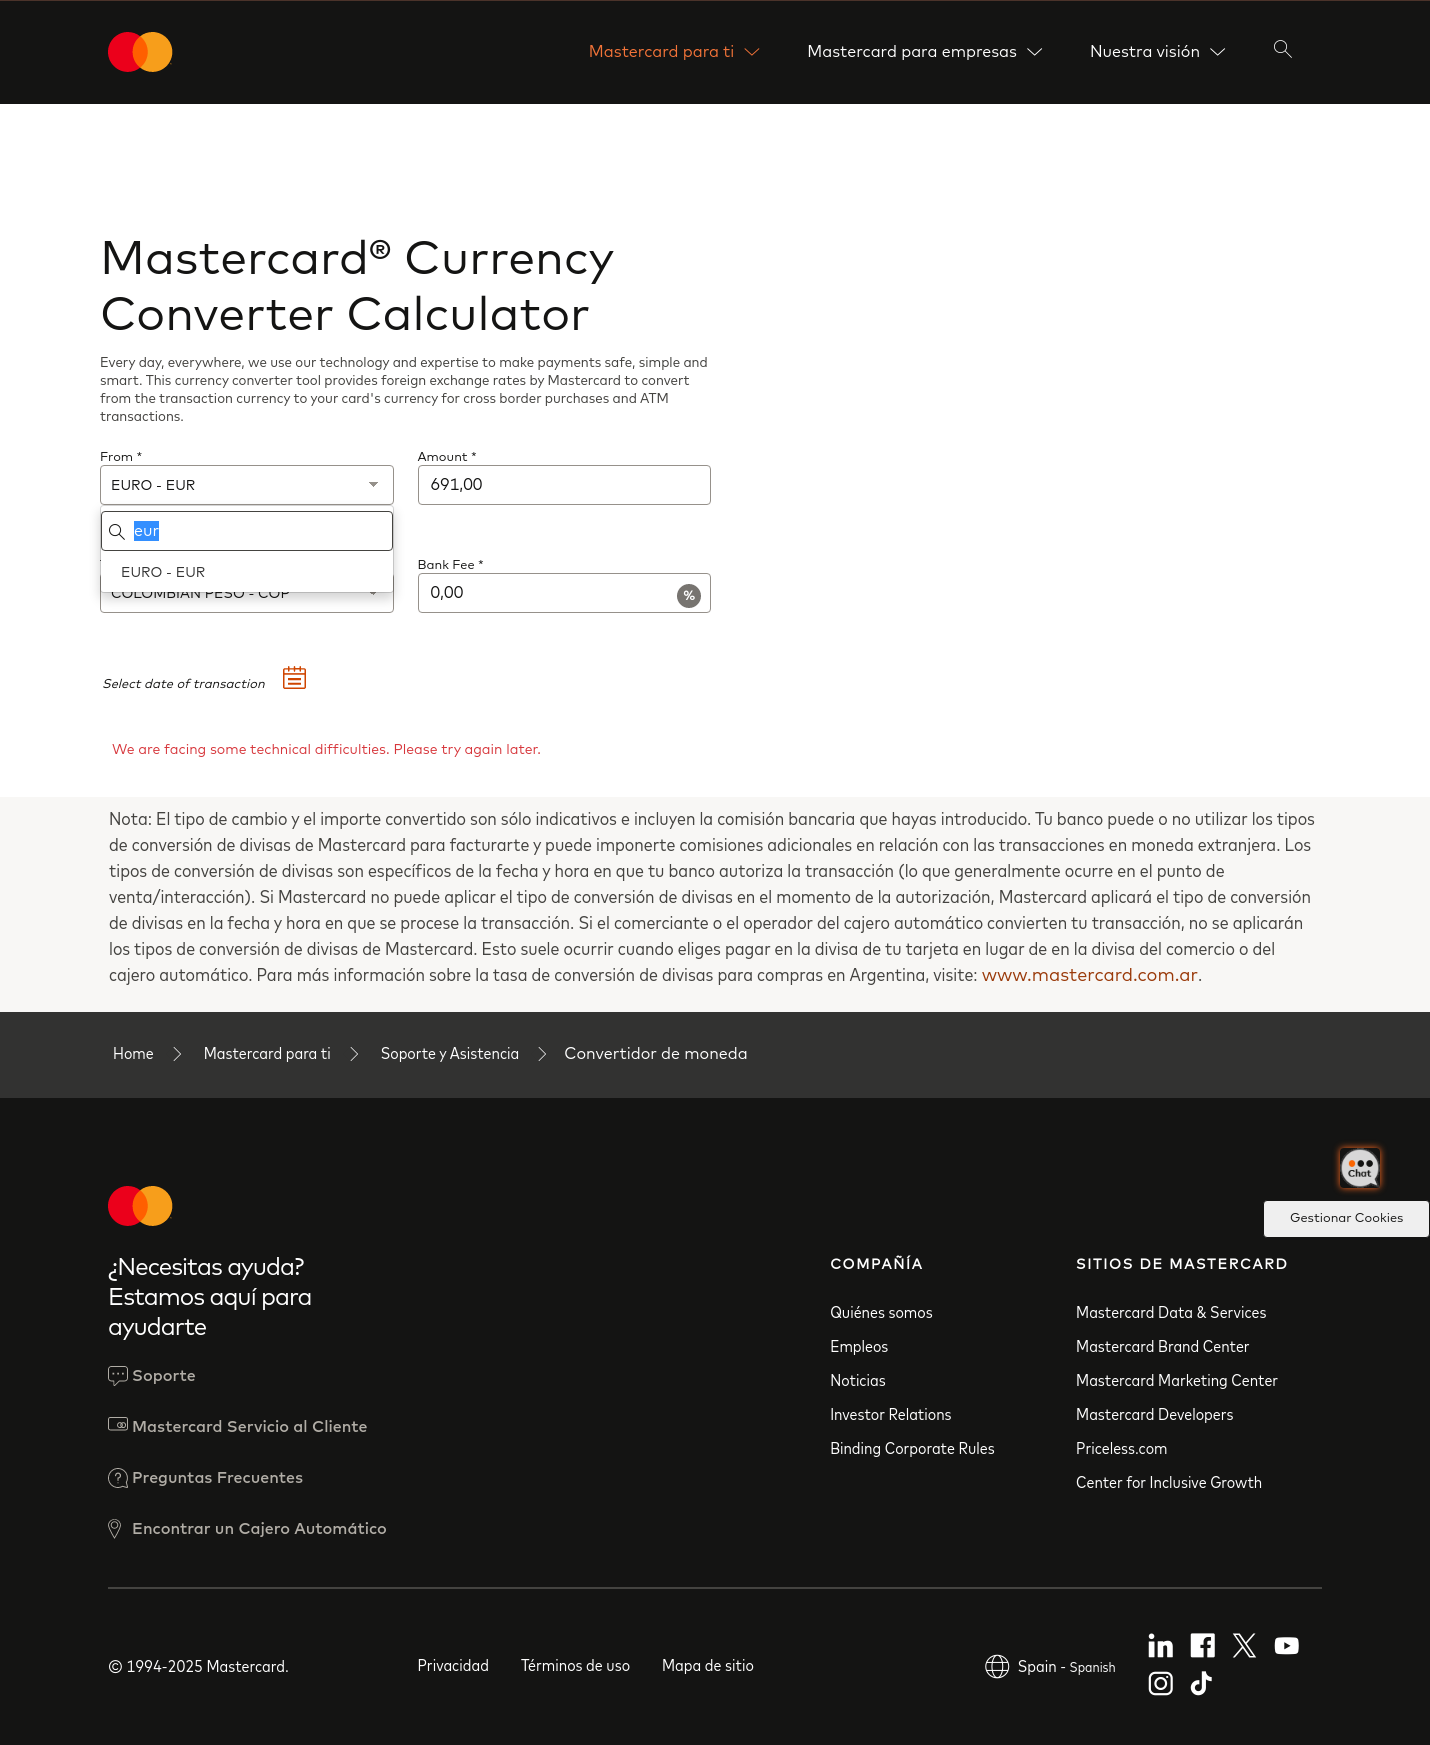 Mastercard para ti
Mastercard para empresas
Nuestra visión
Mastercard® Currency
Converter Calculator
Every day, everywhere, we use our technology and expertise to make payments safe, simple and
smart. This currency converter tool provides foreign exchange rates by Mastercard to convert
from the transaction currency to your card's currency for cross border purchases and ATM
transactions.
From *
Amount *
EURO - EUR
691,00
eur
EURO - EUR
Bank Fee *
COLOMBIAN PESO - COP
0,00
%
Select date of transaction
We are facing some technical difficulties. Please try again later.
Nota: El tipo de cambio y el importe convertido son sólo indicativos e incluyen la comisión bancaria que hayas introducido. Tu banco puede o no utilizar los tipos
de conversión de divisas de Mastercard para facturarte y puede imponerte comisiones adicionales en relación con las transacciones en moneda extranjera. Los
tipos de conversión de divisas son específicos de la fecha y hora en que tu banco autoriza la transacción (lo que generalmente ocurre en el punto de
venta/interacción). Si Mastercard no puede aplicar el tipo de conversión de divisas en el momento de la autorización, Mastercard aplicará el tipo de conversión
de divisas en la fecha y hora en que se procese la transacción. Si el comerciante o el operador del cajero automático convierten tu transacción, no se aplicarán
los tipos de conversión de divisas de Mastercard. Esto suele ocurrir cuando eliges pagar en la divisa de tu tarjeta en lugar de en la divisa del comercio o del
cajero automático. Para más información sobre la tasa de conversión de divisas para compras en Argentina, visite: www.mastercard.com.ar.
Home
Mastercard para ti
Soporte y Asistencia
Convertidor de moneda
Chat
Gestionar Cookies
¿Necesitas ayuda?
Estamos aquí para
ayudarte
Soporte
Mastercard Servicio al Cliente
Preguntas Frecuentes
Encontrar un Cajero Automático
COMPAÑÍA
Quiénes somos
Empleos
Noticias
Investor Relations
Binding Corporate Rules
SITIOS DE MASTERCARD
Mastercard Data & Services
Mastercard Brand Center
Mastercard Marketing Center
Mastercard Developers
Priceless.com
Center for Inclusive Growth
© 1994-2025 Mastercard.
Privacidad
Términos de uso
Mapa de sitio
Spain - Spanish